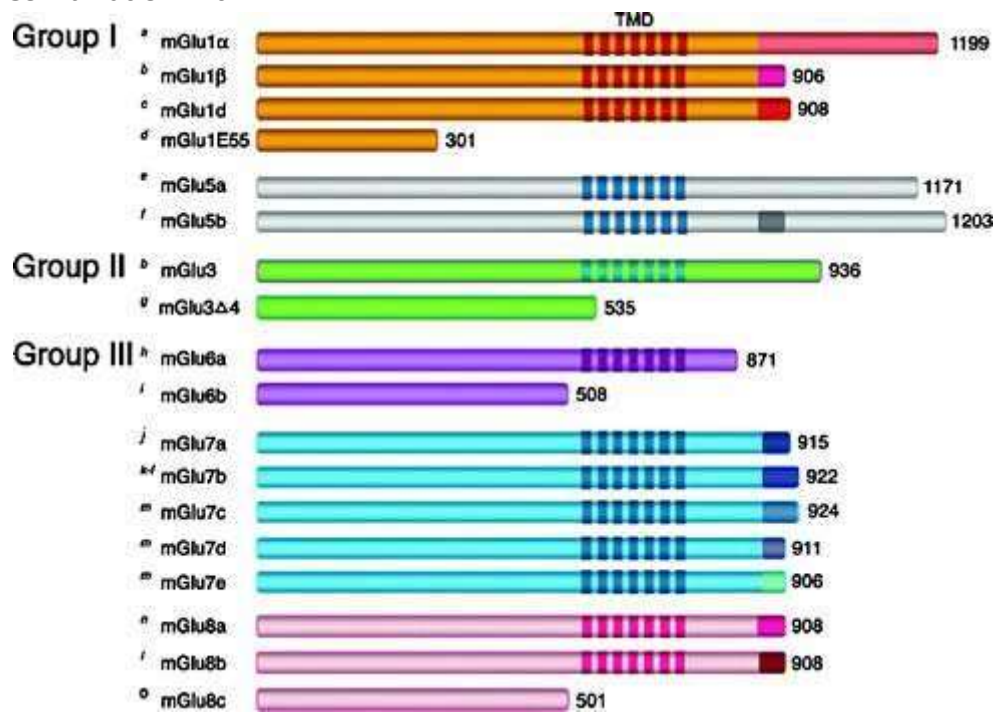 TMD
Group I a mGlu1α 1199
b mGlu1β 906
c mGlu1d 908
d mGlu1E55 301
e mGlu5a 1171
f mGlu5b 1203
Group II b mGlu3 936
g mGlu3Δ4 535
Group III h mGlu6a 871
i mGlu6b 508
j mGlu7a 915
k-l mGlu7b 922
m mGlu7c 924
m mGlu7d 911
m mGlu7e 906
n mGlu8a 908
mGlu8b 908
o mGlu8c 501